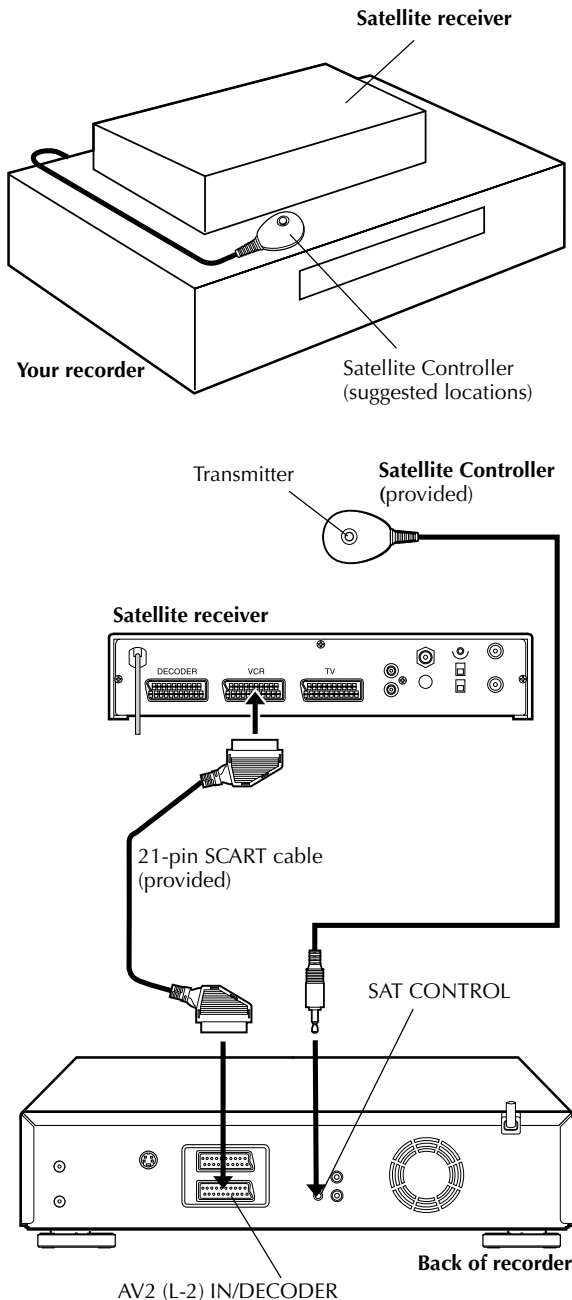 Satellite receiver
Your recorder
Satellite Controller
(suggested locations)
Transmitter
Satellite Controller
(provided)
Satellite receiver
DECODER
VCR
TV
21-pin SCART cable
(provided)
SAT CONTROL
Back of recorder
AV2 (L-2) IN/DECODER